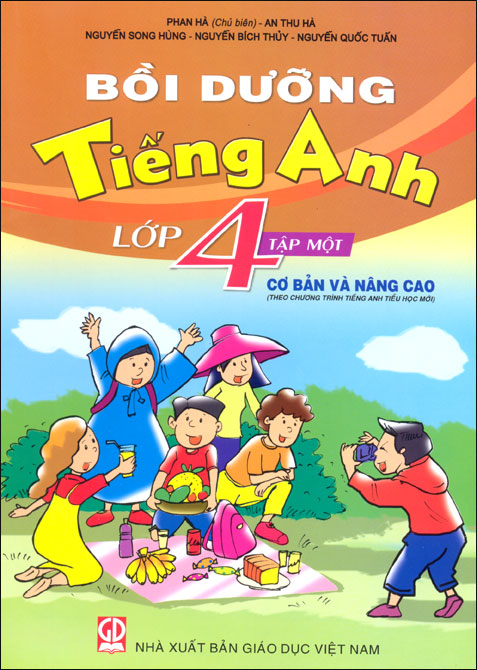 PHAN HÀ (Chủ biên) - AN THU HÀ
NGUYỄN SONG HÙNG - NGUYỄN BÍCH THỦY - NGUYỄN QUỐC TUẤN
BỒI DƯỠNG
Tiếng Anh
LỚP 4 TẬP MỘT
CƠ BẢN VÀ NÂNG CAO
(THEO CHƯƠNG TRÌNH TIẾNG ANH TIỂU HỌC MỚI)
GD
NHÀ XUẤT BẢN GIÁO DỤC VIỆT NAM